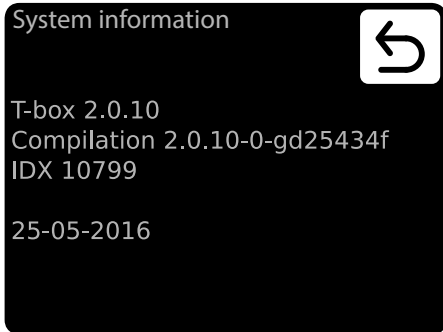 System information
T-box 2.0.10
Compilation 2.0.10-0-gd25434f
IDX 10799
25-05-2016